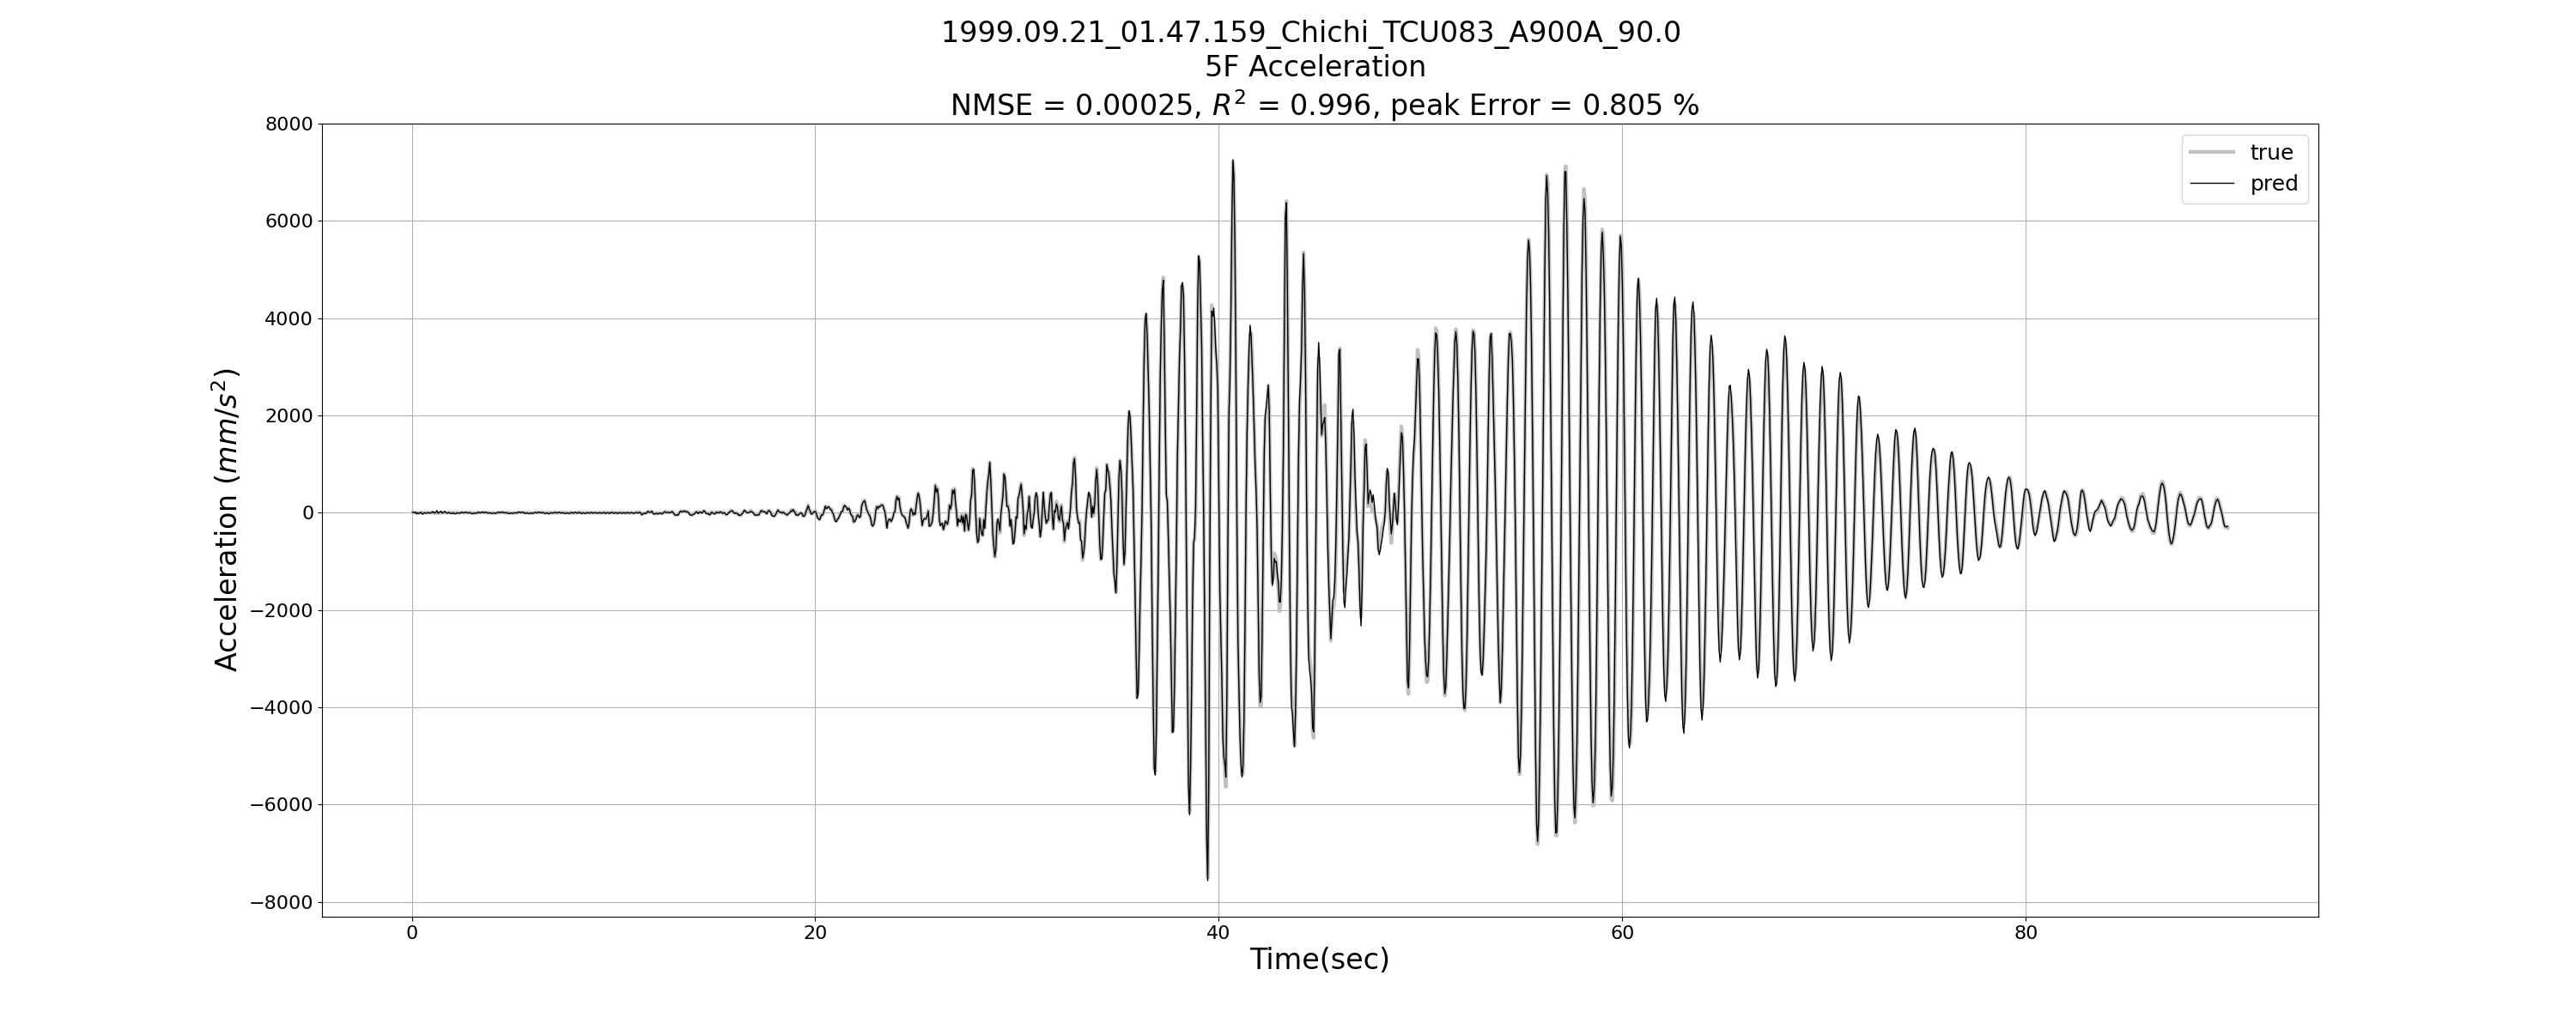 1999.09.21_01.47.159_Chichi_TCU083_A900A_90.0
5F Acceleration
NMSE = 0.00025, R² = 0.996, peak Error = 0.805 %
true
pred
8000
6000
4000
2000
0
−2000
−4000
−6000
−8000
Acceleration (mm/s²)
0 20 40 60 80
Time(sec)